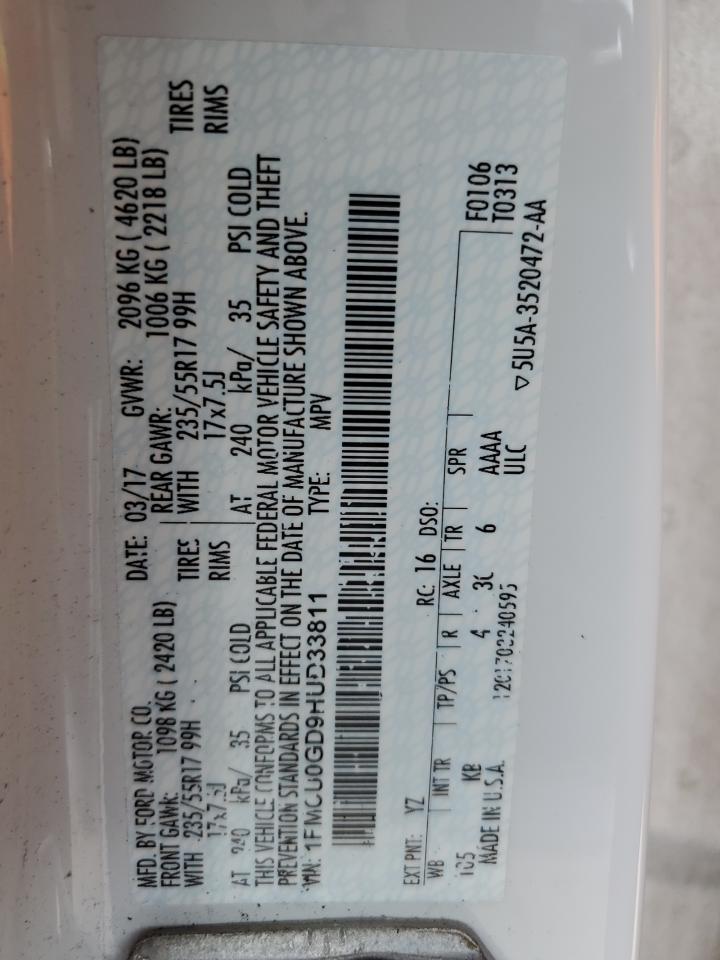 MFD. BY FORD MOTOR CO. DATE: 03/17 GVWR: 2096 KG ( 4620 LB)
FRONT GAWR: 1098 KG ( 2420 LB) REAR GAWR: 1006 KG ( 2218 LB)
WITH 235/55R17 99H TIRES WITH 235/55R17 99H TIRES
17x7.5J RIMS 17x7.5J RIMS
AT 240 kPa/ 35 PSI COLD AT 240 kPa/ 35 PSI COLD
THIS VEHICLE CONFORMS TO ALL APPLICABLE FEDERAL MOTOR VEHICLE SAFETY AND THEFT
PREVENTION STANDARDS IN EFFECT ON THE DATE OF MANUFACTURE SHOWN ABOVE.
VIN: 1FMCU0GD9HUD33811 TYPE: MPV
EXT PNT: YZ RC: 16 DSO: F0106
WB INT TR TP/PS R AXLE TR SPR T0313
105 KB 4 6 AAAA
MADE IN U.S.A. ULC ▽5U5A-3520472-AA